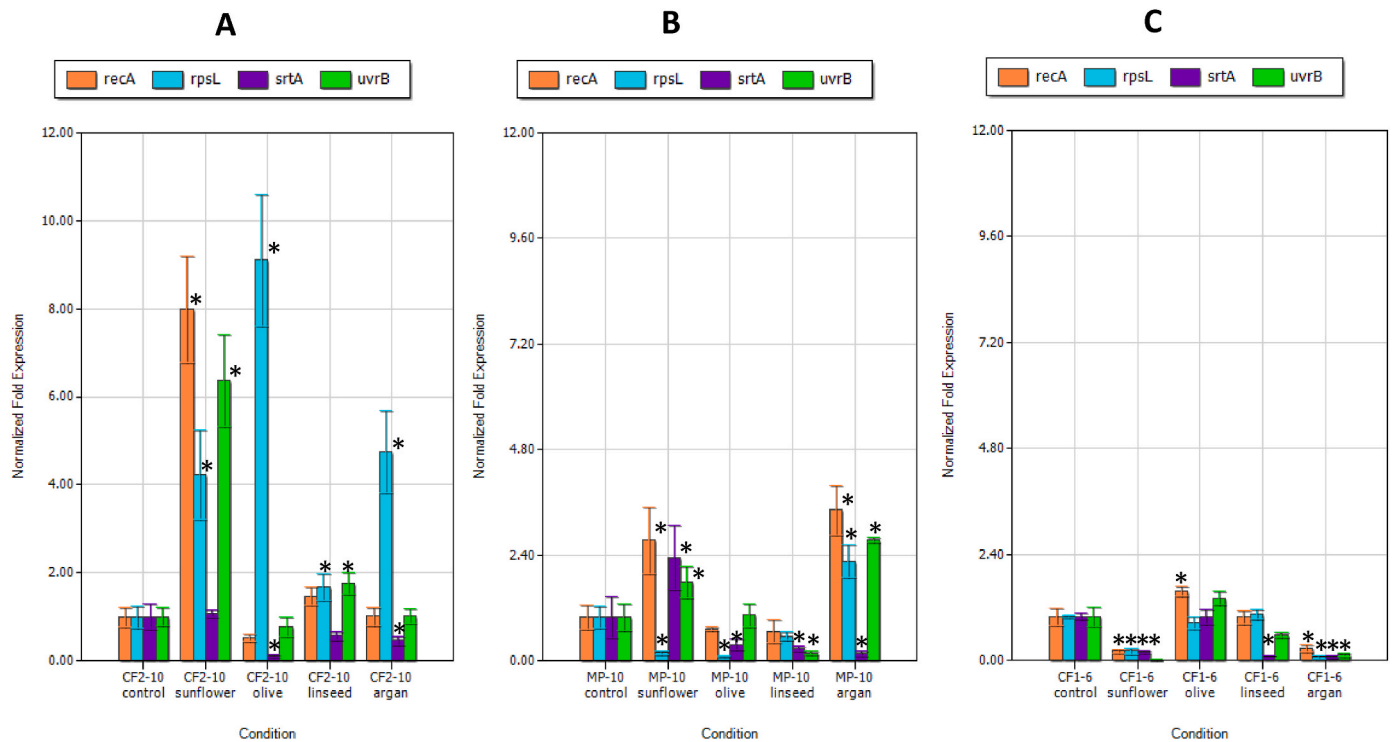 A
B
C
recA rpsL srtA uvrB
recA rpsL srtA uvrB
recA rpsL srtA uvrB
Normalized Fold Expression
12.00
10.00
8.00
6.00
4.00
2.00
0.00
* * * * * * * * * *
CF2-10 CF2-10 CF2-10 CF2-10 CF2-10
control sunflower olive linseed argan
Condition
Normalized Fold Expression
12.00
9.60
7.20
4.80
2.40
0.00
* * * * * * * * * * * *
MP-10 MP-10 MP-10 MP-10 MP-10
control sunflower olive linseed argan
Condition
Normalized Fold Expression
12.00
9.60
7.20
4.80
2.40
0.00
**** * * * ***
CF1-6 CF1-6 CF1-6 CF1-6 CF1-6
control sunflower olive linseed argan
Condition